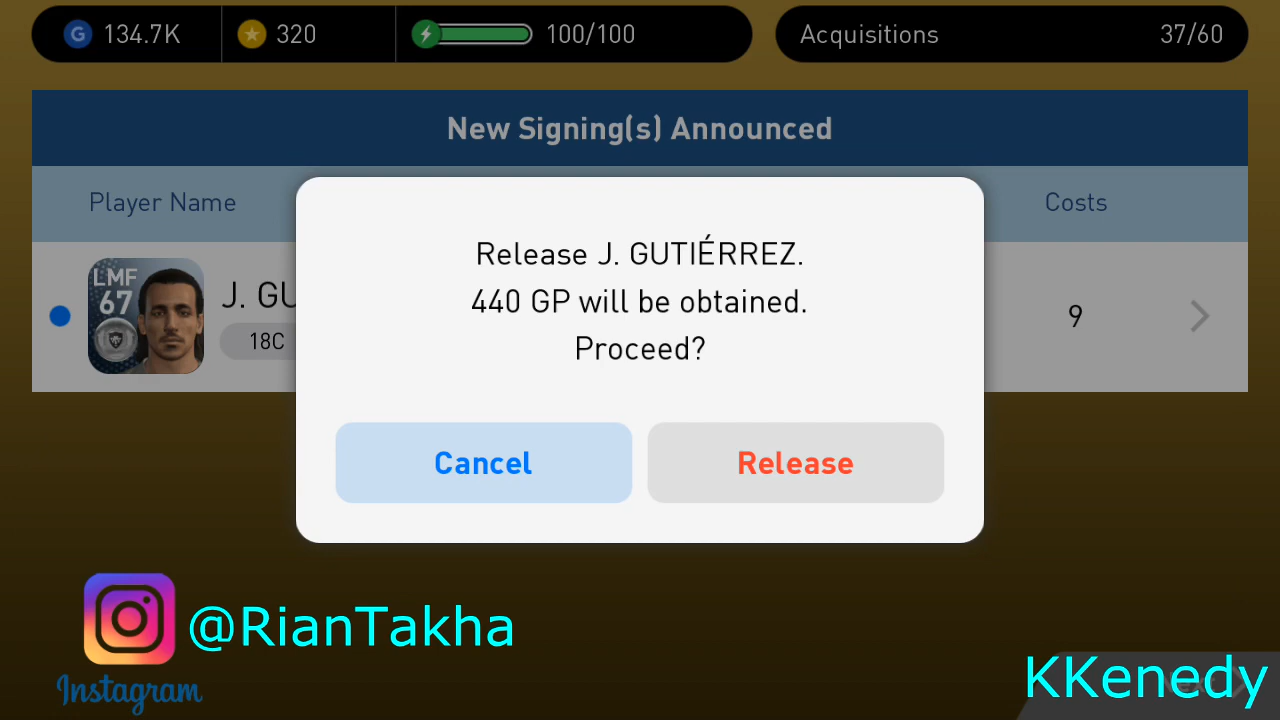 134.7K 320 100/100 Acquisitions 37/60
New Signing(s) Announced
Player Name Costs
LMF
67
J. GU
18C
9
Release J. GUTIÉRREZ.
440 GP will be obtained.
Proceed?
Cancel Release
@RianTakha
Instagram
KKenedy